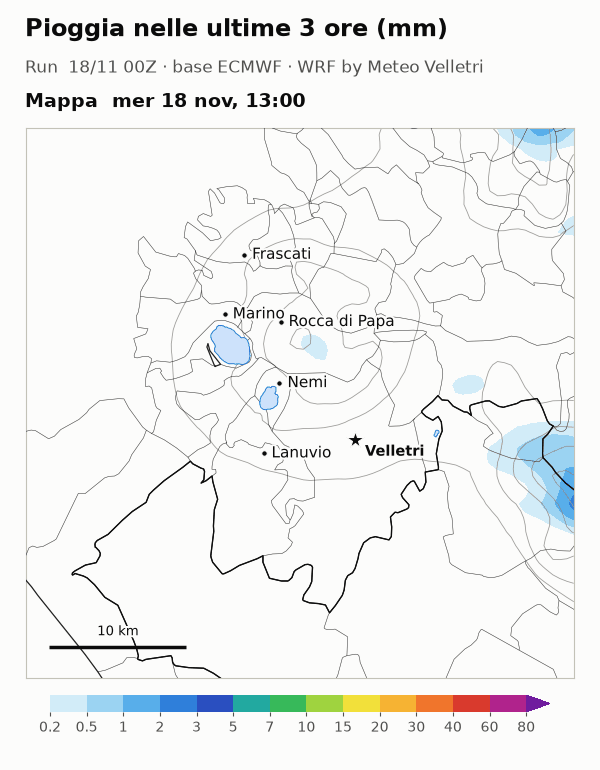 Pioggia nelle ultime 3 ore (mm)
Run  18/11 00Z · base ECMWF · WRF by Meteo Velletri
Mappa  mer 18 nov, 13:00
Frascati
Marino
Rocca di Papa
Nemi
Velletri
Lanuvio
10 km
0.2 0.5 1 2 3 5 7 10 15 20 30 40 60 80